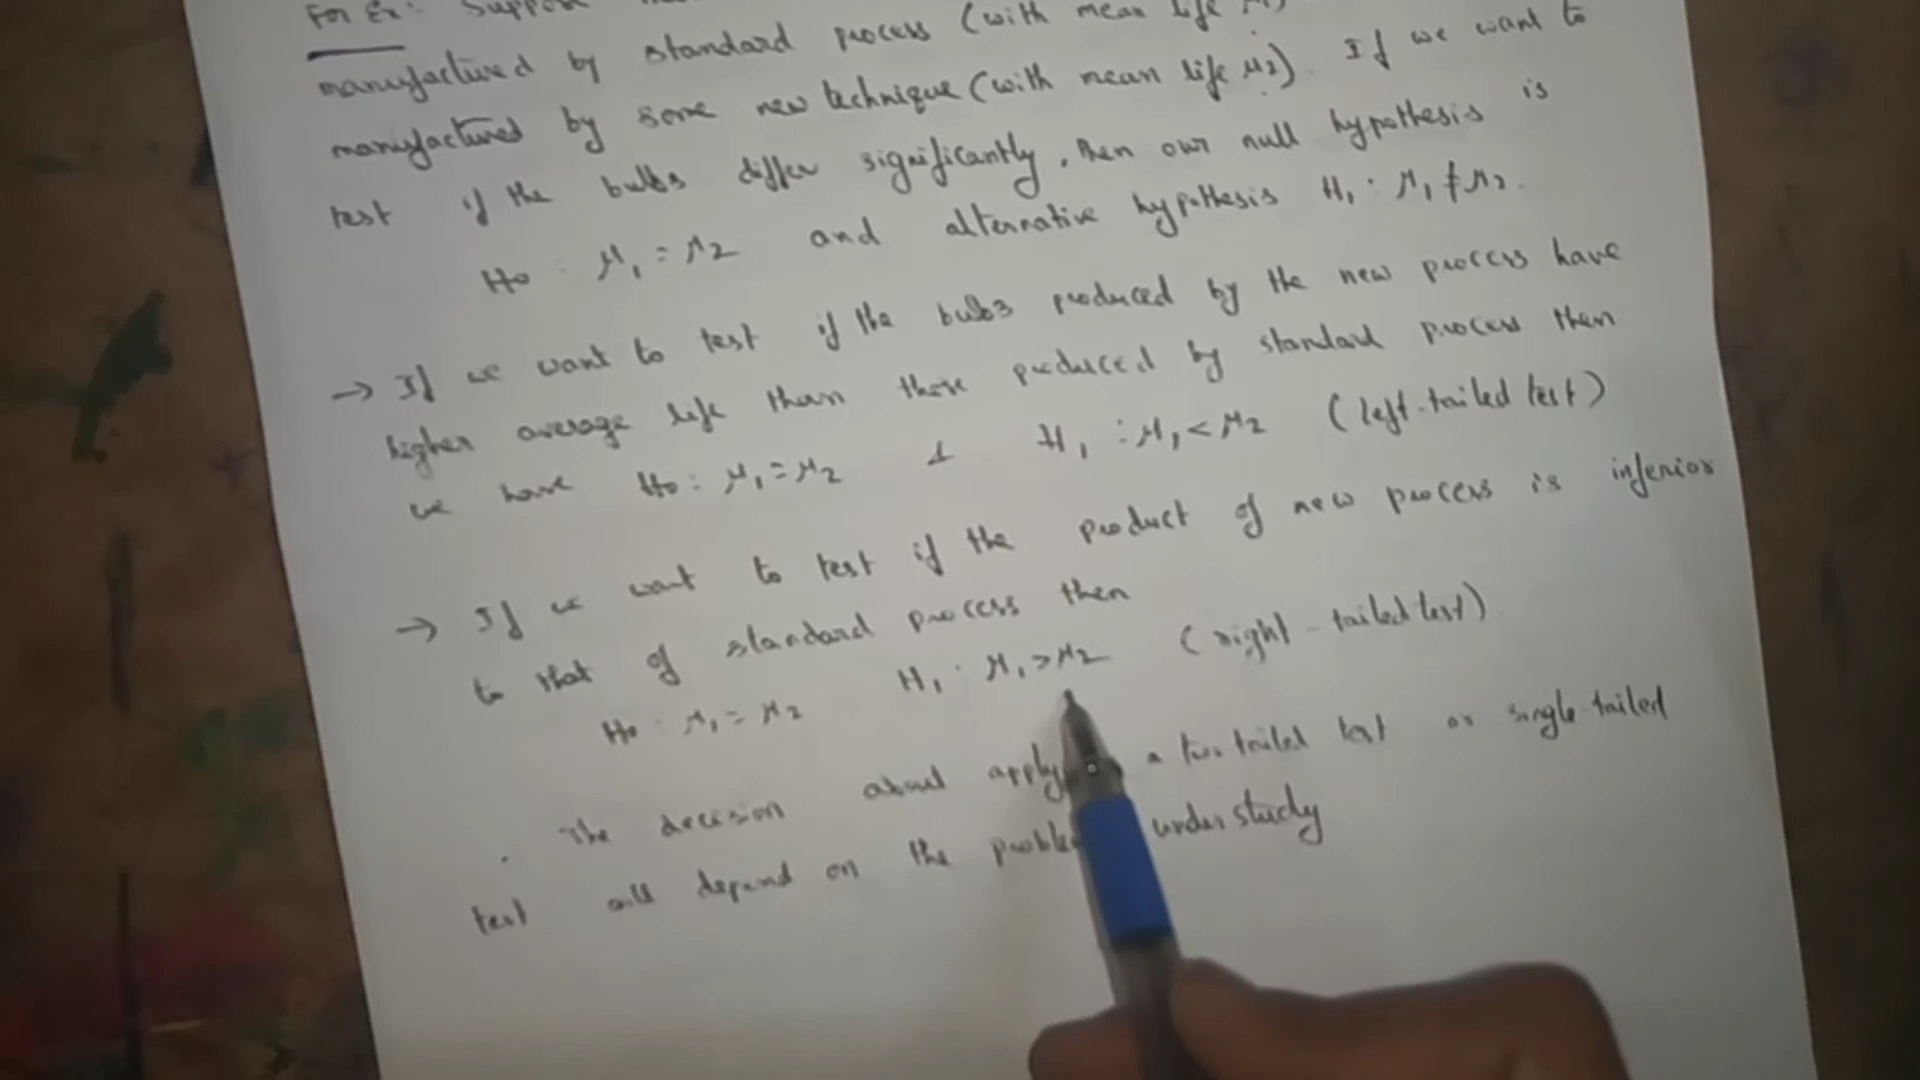 For Ex: Suppose
manufactured by standard process (with mean life μ1)
manufactured by some new technique (with mean life μ2). If we want to
test if the bulbs differ significantly, then our null hypothesis is
H0 : μ1 = μ2 and alternative hypothesis H1 : μ1 ≠ μ2.
→ If we want to test if the bulbs produced by the new process have
higher average life than those produced by standard process then
we have H0 : μ1 = μ2 & H1 : μ1 < μ2 (left-tailed test)
→ If we want to test if the product of new process is inferior
to that of standard process then
H0 : μ1 = μ2 H1 : μ1 > μ2 (right-tailed test)
. The decision about apply a two tailed test or single-tailed
test will depend on the problem under study